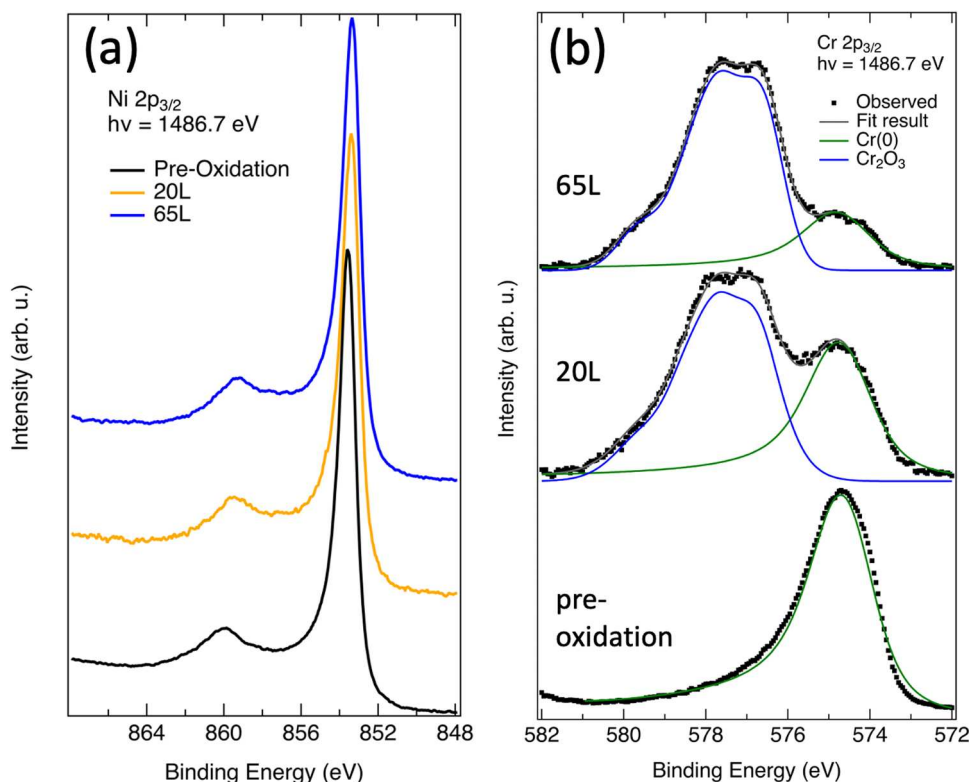 (a)
Ni 2p3/2
hν = 1486.7 eV
Pre-Oxidation
20L
65L
Intensity (arb. u.)
864 860 856 852 848
Binding Energy (eV)
(b)
Cr 2p3/2
hν = 1486.7 eV
Observed
Fit result
Cr(0)
Cr2O3
65L
20L
pre-
oxidation
Intensity (arb. u.)
582 580 578 576 574 572
Binding Energy (eV)